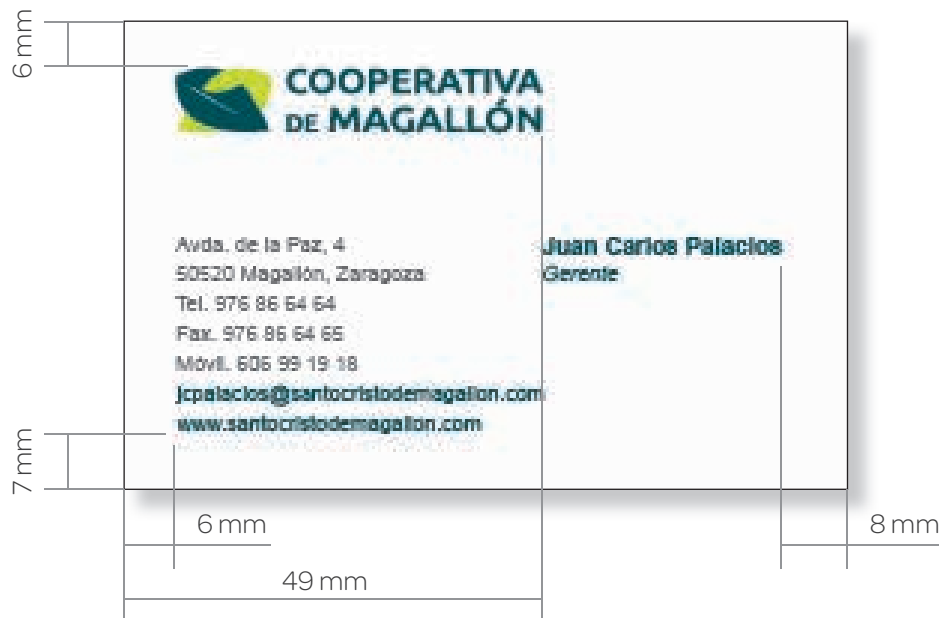 6 mm
COOPERATIVA
DE MAGALLÓN
Avda. de la Paz, 4
50520 Magallón, Zaragoza
Tel. 976 86 64 64
Fax. 976 86 64 65
Móvil. 606 99 19 18
jcpalacios@santocristodemagallon.com
www.santocristodemagallon.com
Juan Carlos Palacios
Gerente
7 mm
6 mm
8 mm
49 mm